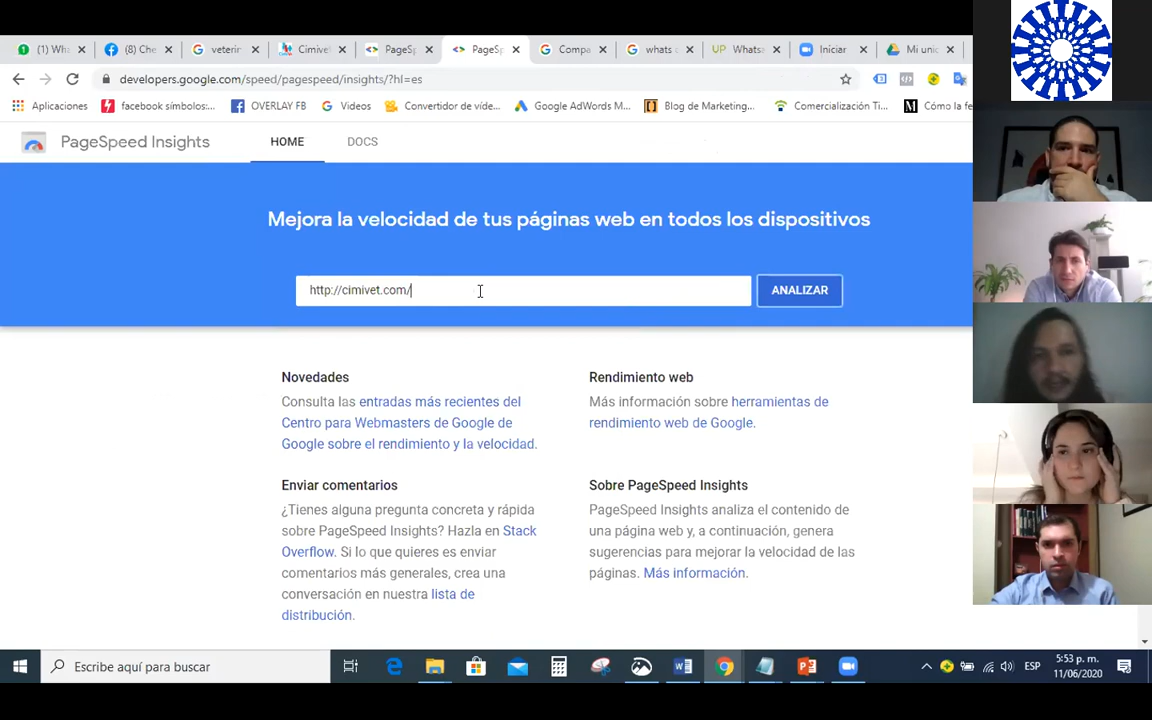 (1) Wha
(8) Che
veterin
Cimivet
PageSp
PageSp
Compa
whats c
UP Whats
Iniciar
Mi unic
developers.google.com/speed/pagespeed/insights/?hl=es
Aplicaciones
facebook símbolos:...
OVERLAY FB
Videos
Convertidor de víde...
Google AdWords M...
Blog de Marketing...
Comercialización Ti...
M Cómo la fe
PageSpeed Insights
HOME
DOCS
Mejora la velocidad de tus páginas web en todos los dispositivos
http://cimivet.com/
ANALIZAR
Novedades
Consulta las entradas más recientes del
Centro para Webmasters de Google de
Google sobre el rendimiento y la velocidad.
Rendimiento web
Más información sobre herramientas de
rendimiento web de Google.
Enviar comentarios
¿Tienes alguna pregunta concreta y rápida
sobre PageSpeed Insights? Hazla en Stack
Overflow. Si lo que quieres es enviar
comentarios más generales, crea una
conversación en nuestra lista de
distribución.
Sobre PageSpeed Insights
PageSpeed Insights analiza el contenido de
una página web y, a continuación, genera
sugerencias para mejorar la velocidad de las
páginas. Más información.
Escribe aquí para buscar
ESP
5:53 p. m.
11/06/2020